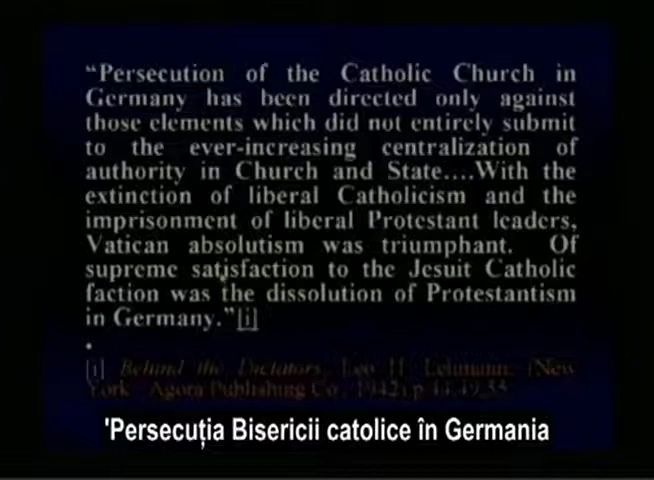 “Persecution of the Catholic Church in
Germany has been directed only against
those elements which did not entirely submit
to the ever-increasing centralization of
authority in Church and State....With the
extinction of liberal Catholicism and the
imprisonment of liberal Protestant leaders,
Vatican absolutism was triumphant. Of
supreme satisfaction to the Jesuit Catholic
faction was the dissolution of Protestantism
in Germany.”[i]
[i] Behind the Dictators, Leo H. Lehmann, (New
York: Agora Publishing Co., 1942) p.44,49,55
'Persecuția Bisericii catolice în Germania